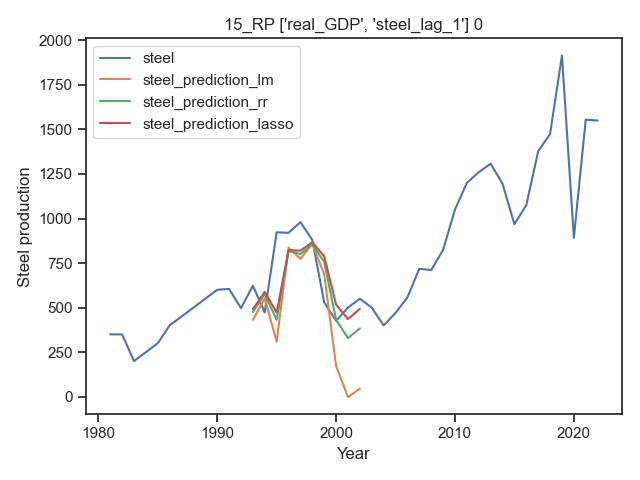 15_RP ['real_GDP', 'steel_lag_1'] 0
2000
1750
1500
1250
1000
750
500
250
0
Steel production
steel
steel_prediction_lm
steel_prediction_rr
steel_prediction_lasso
1980
1990
2000
2010
2020
Year